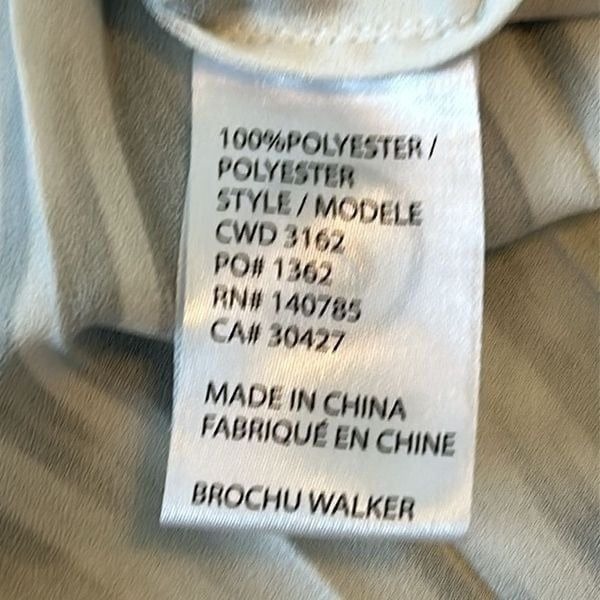 100%POLYESTER /
POLYESTER
STYLE / MODELE
CWD 3162
PO# 1362
RN# 140785
CA# 30427
MADE IN CHINA
FABRIQUÉ EN CHINE
BROCHU WALKER